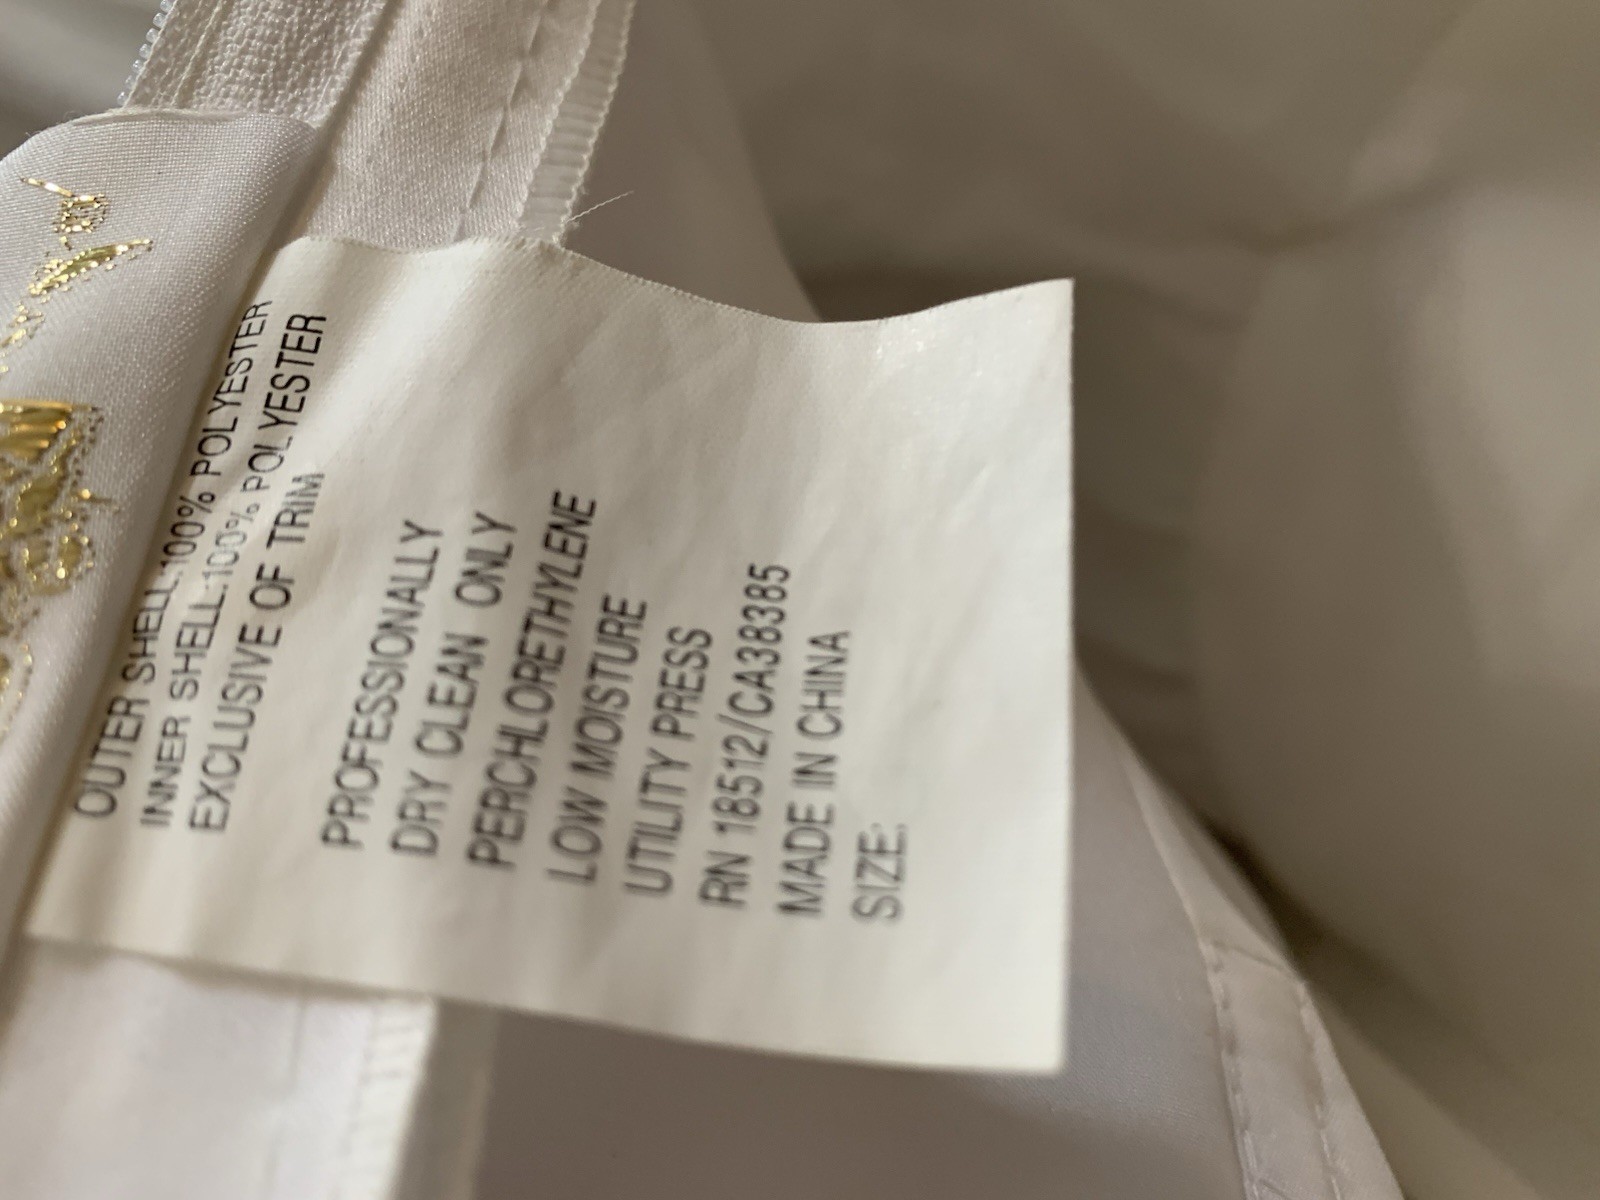 OUTER SHELL:100% POLYESTER
INNER SHELL:100% POLYESTER
EXCLUSIVE OF TRIM
PROFESSIONALLY
DRY CLEAN ONLY
PERCHLORETHYLENE
LOW MOISTURE
UTILITY PRESS
RN 18512/CA38385
MADE IN CHINA
SIZE: